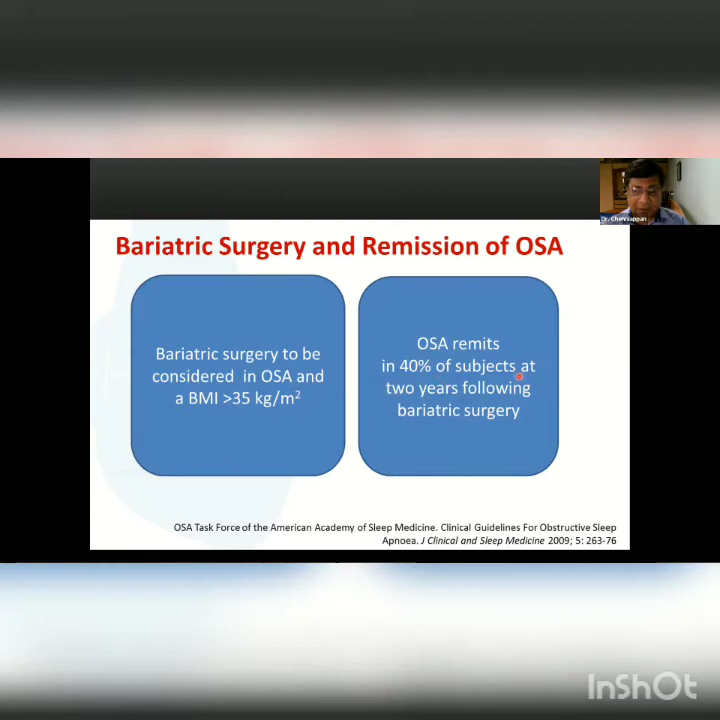 Dr. Chenniappan
Bariatric Surgery and Remission of OSA
Bariatric surgery to be
considered in OSA and
a BMI >35 kg/m²
OSA remits
in 40% of subjects at
two years following
bariatric surgery
OSA Task Force of the American Academy of Sleep Medicine. Clinical Guidelines For Obstructive Sleep
Apnoea. J Clinical and Sleep Medicine 2009; 5: 263-76
InShOt